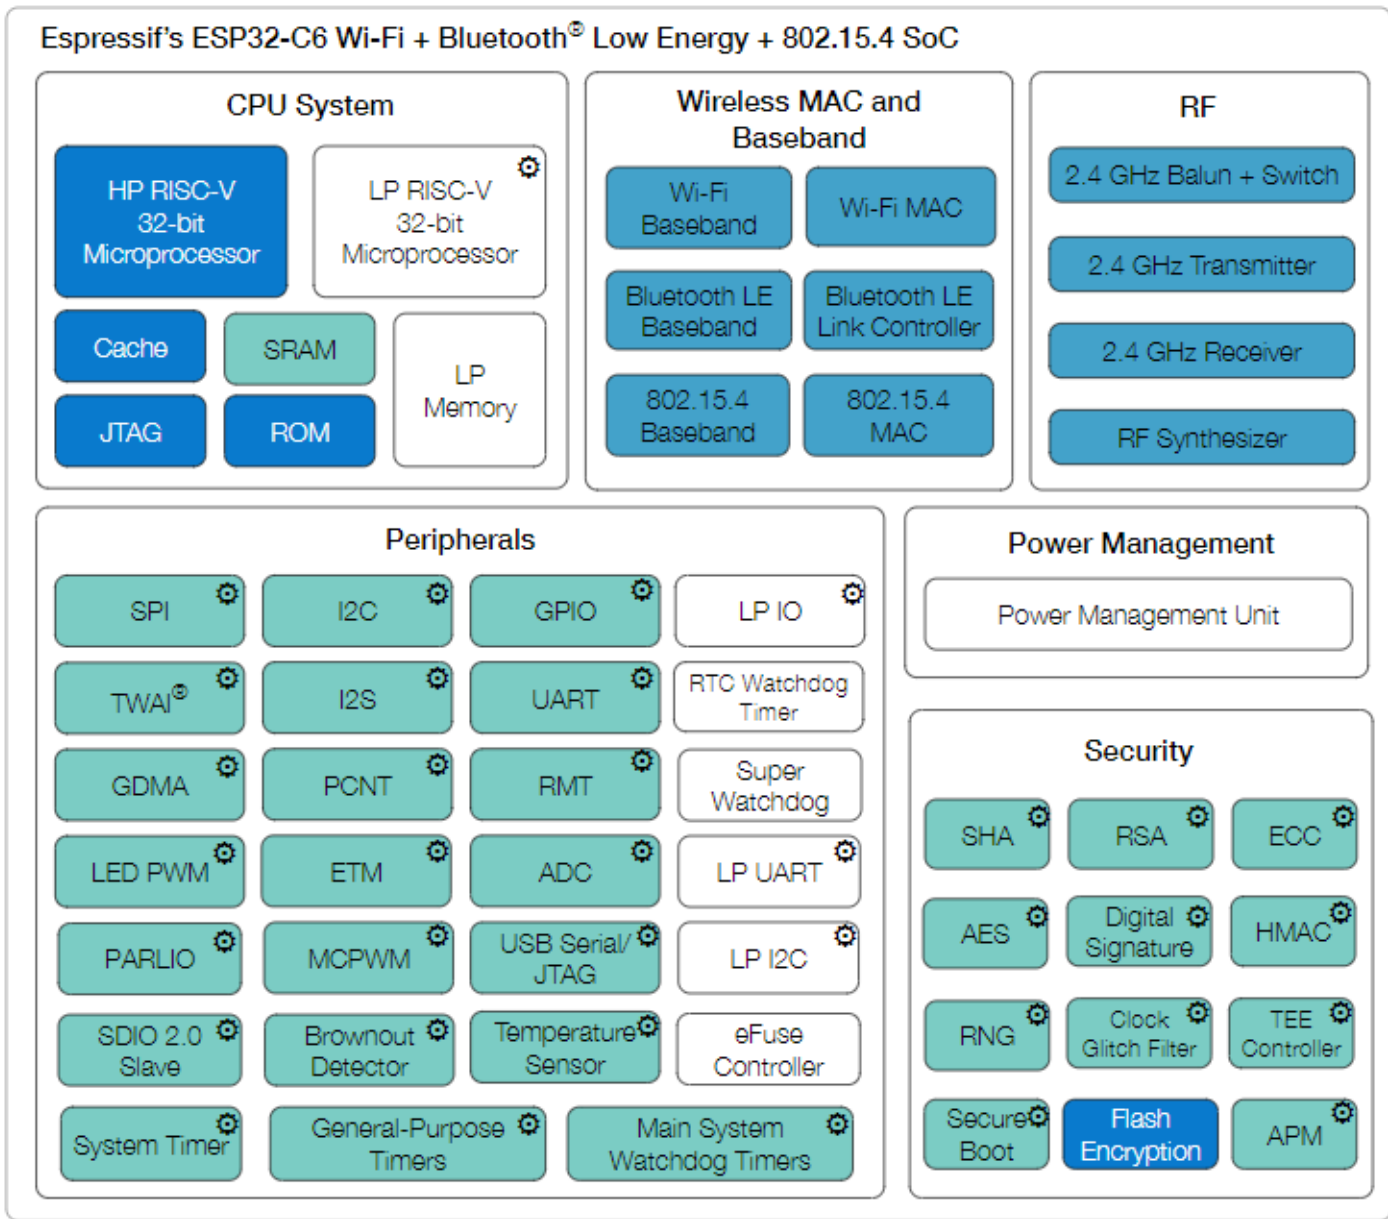 Espressif's ESP32-C6 Wi-Fi + Bluetooth® Low Energy + 802.15.4 SoC
CPU System
HP RISC-V
32-bit
Microprocessor
LP RISC-V
32-bit
Microprocessor
Cache
SRAM
LP
Memory
JTAG
ROM
Wireless MAC and
Baseband
Wi-Fi
Baseband
Wi-Fi MAC
Bluetooth LE
Baseband
Bluetooth LE
Link Controller
802.15.4
Baseband
802.15.4
MAC
RF
2.4 GHz Balun + Switch
2.4 GHz Transmitter
2.4 GHz Receiver
RF Synthesizer
Peripherals
SPI
I2C
GPIO
LP IO
TWAI®
I2S
UART
RTC Watchdog
Timer
GDMA
PCNT
RMT
Super
Watchdog
LED PWM
ETM
ADC
LP UART
PARLIO
MCPWM
USB Serial/
JTAG
LP I2C
SDIO 2.0
Slave
Brownout
Detector
Temperature
Sensor
eFuse
Controller
System Timer
General-Purpose
Timers
Main System
Watchdog Timers
Power Management
Power Management Unit
Security
SHA
RSA
ECC
AES
Digital
Signature
HMAC
RNG
Clock
Glitch Filter
TEE
Controller
Secure
Boot
Flash
Encryption
APM